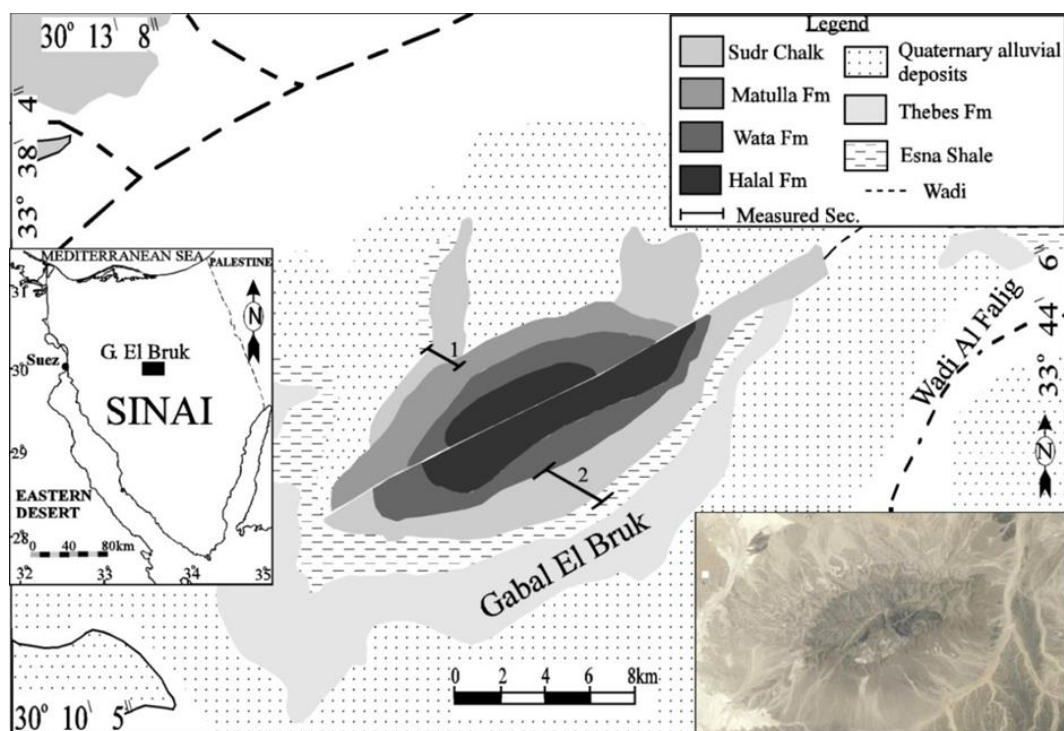 30° 13\ 8\\
33° 38\ 4\\
Legend
Sudr Chalk
Matulla Fm
Wata Fm
Halal Fm
Measured Sec.
Quaternary alluvial
deposits
Thebes Fm
Esna Shale
Wadi
MEDITERRANEAN SEA
PALESTINE
31
N
Suez
G. El Bruk
30
SINAI
29
EASTERN
DESERT
28
0 40 80km
32 33 34 35
1
2
Gabal El Bruk
Wadi Al Falig
33° 44\ 6\\
N
0 2 4 6 8km
30° 10\ 5\\